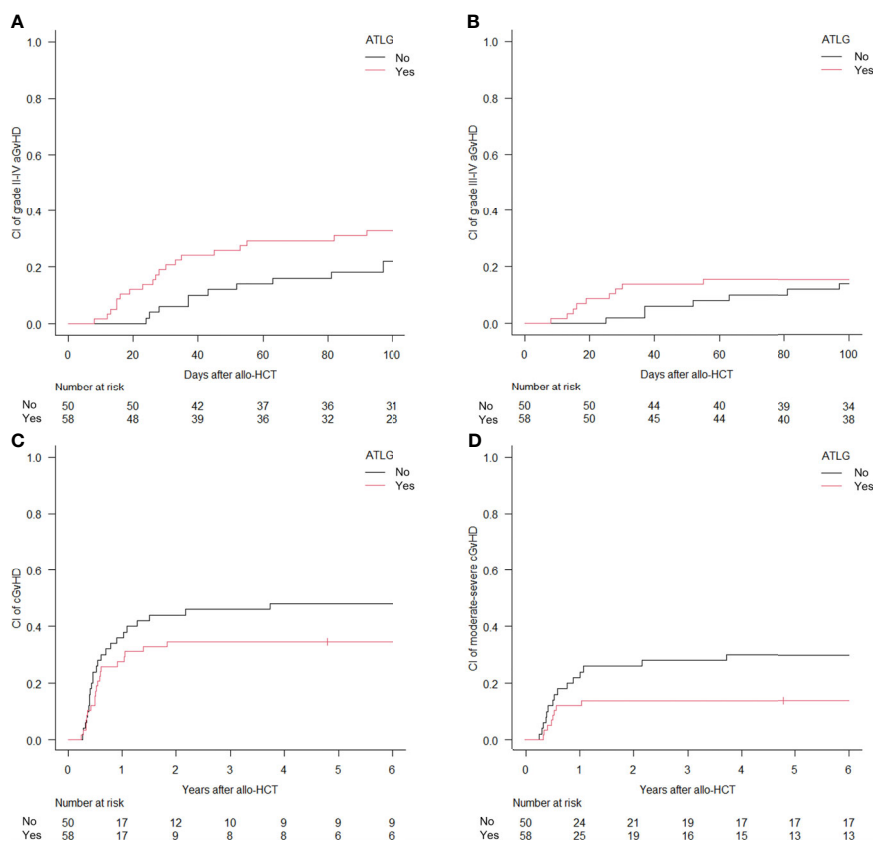 A
ATLG
No
Yes
CI of grade II-IV aGvHD
1.0
0.8
0.6
0.4
0.2
0.0
0 20 40 60 80 100
Days after allo-HCT
Number at risk
No 50 50 42 37 36 31
Yes 58 48 39 36 32 23
B
ATLG
No
Yes
CI of grade III-IV aGvHD
1.0
0.8
0.6
0.4
0.2
0.0
0 20 40 60 80 100
Days after allo-HCT
Number at risk
No 50 50 44 40 39 34
Yes 58 50 45 44 40 38
C
ATLG
No
Yes
CI of cGvHD
1.0
0.8
0.6
0.4
0.2
0.0
0 1 2 3 4 5 6
Years after allo-HCT
Number at risk
No 50 17 12 10 9 9 9
Yes 58 17 9 8 8 6 6
D
ATLG
No
Yes
CI of moderate-severe cGvHD
1.0
0.8
0.6
0.4
0.2
0.0
0 1 2 3 4 5 6
Years after allo-HCT
Number at risk
No 50 24 21 19 17 17 17
Yes 58 25 19 16 15 13 13